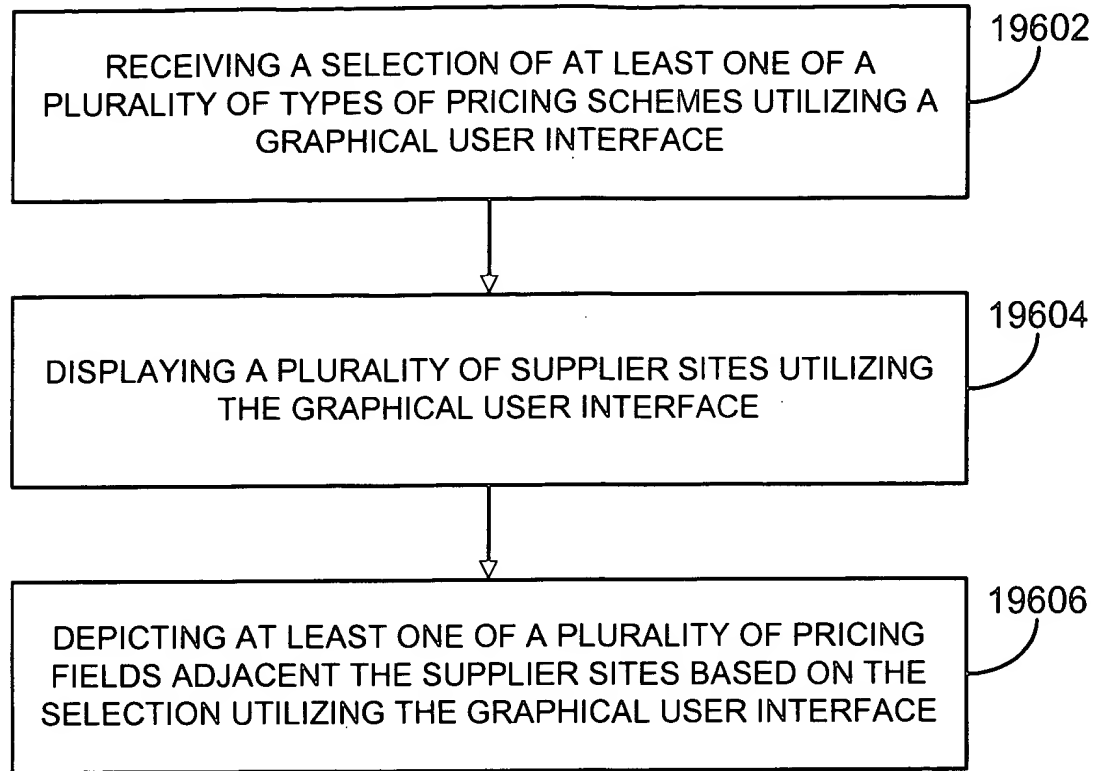 19602
RECEIVING A SELECTION OF AT LEAST ONE OF A
PLURALITY OF TYPES OF PRICING SCHEMES UTILIZING A
GRAPHICAL USER INTERFACE
19604
DISPLAYING A PLURALITY OF SUPPLIER SITES UTILIZING
THE GRAPHICAL USER INTERFACE
19606
DEPICTING AT LEAST ONE OF A PLURALITY OF PRICING
FIELDS ADJACENT THE SUPPLIER SITES BASED ON THE
SELECTION UTILIZING THE GRAPHICAL USER INTERFACE